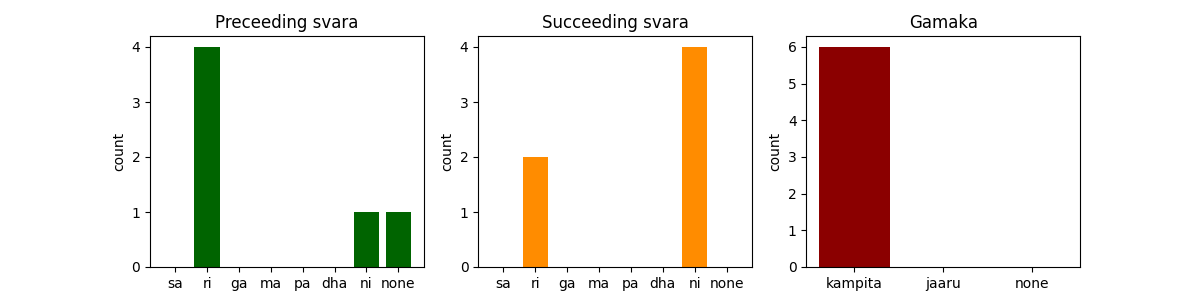 Preceeding svara
count
4
3
2
1
0
sa ri ga ma pa dha ni none
Succeeding svara
count
4
3
2
1
0
sa ri ga ma pa dha ni none
Gamaka
count
6
5
4
3
2
1
0
kampita jaaru none